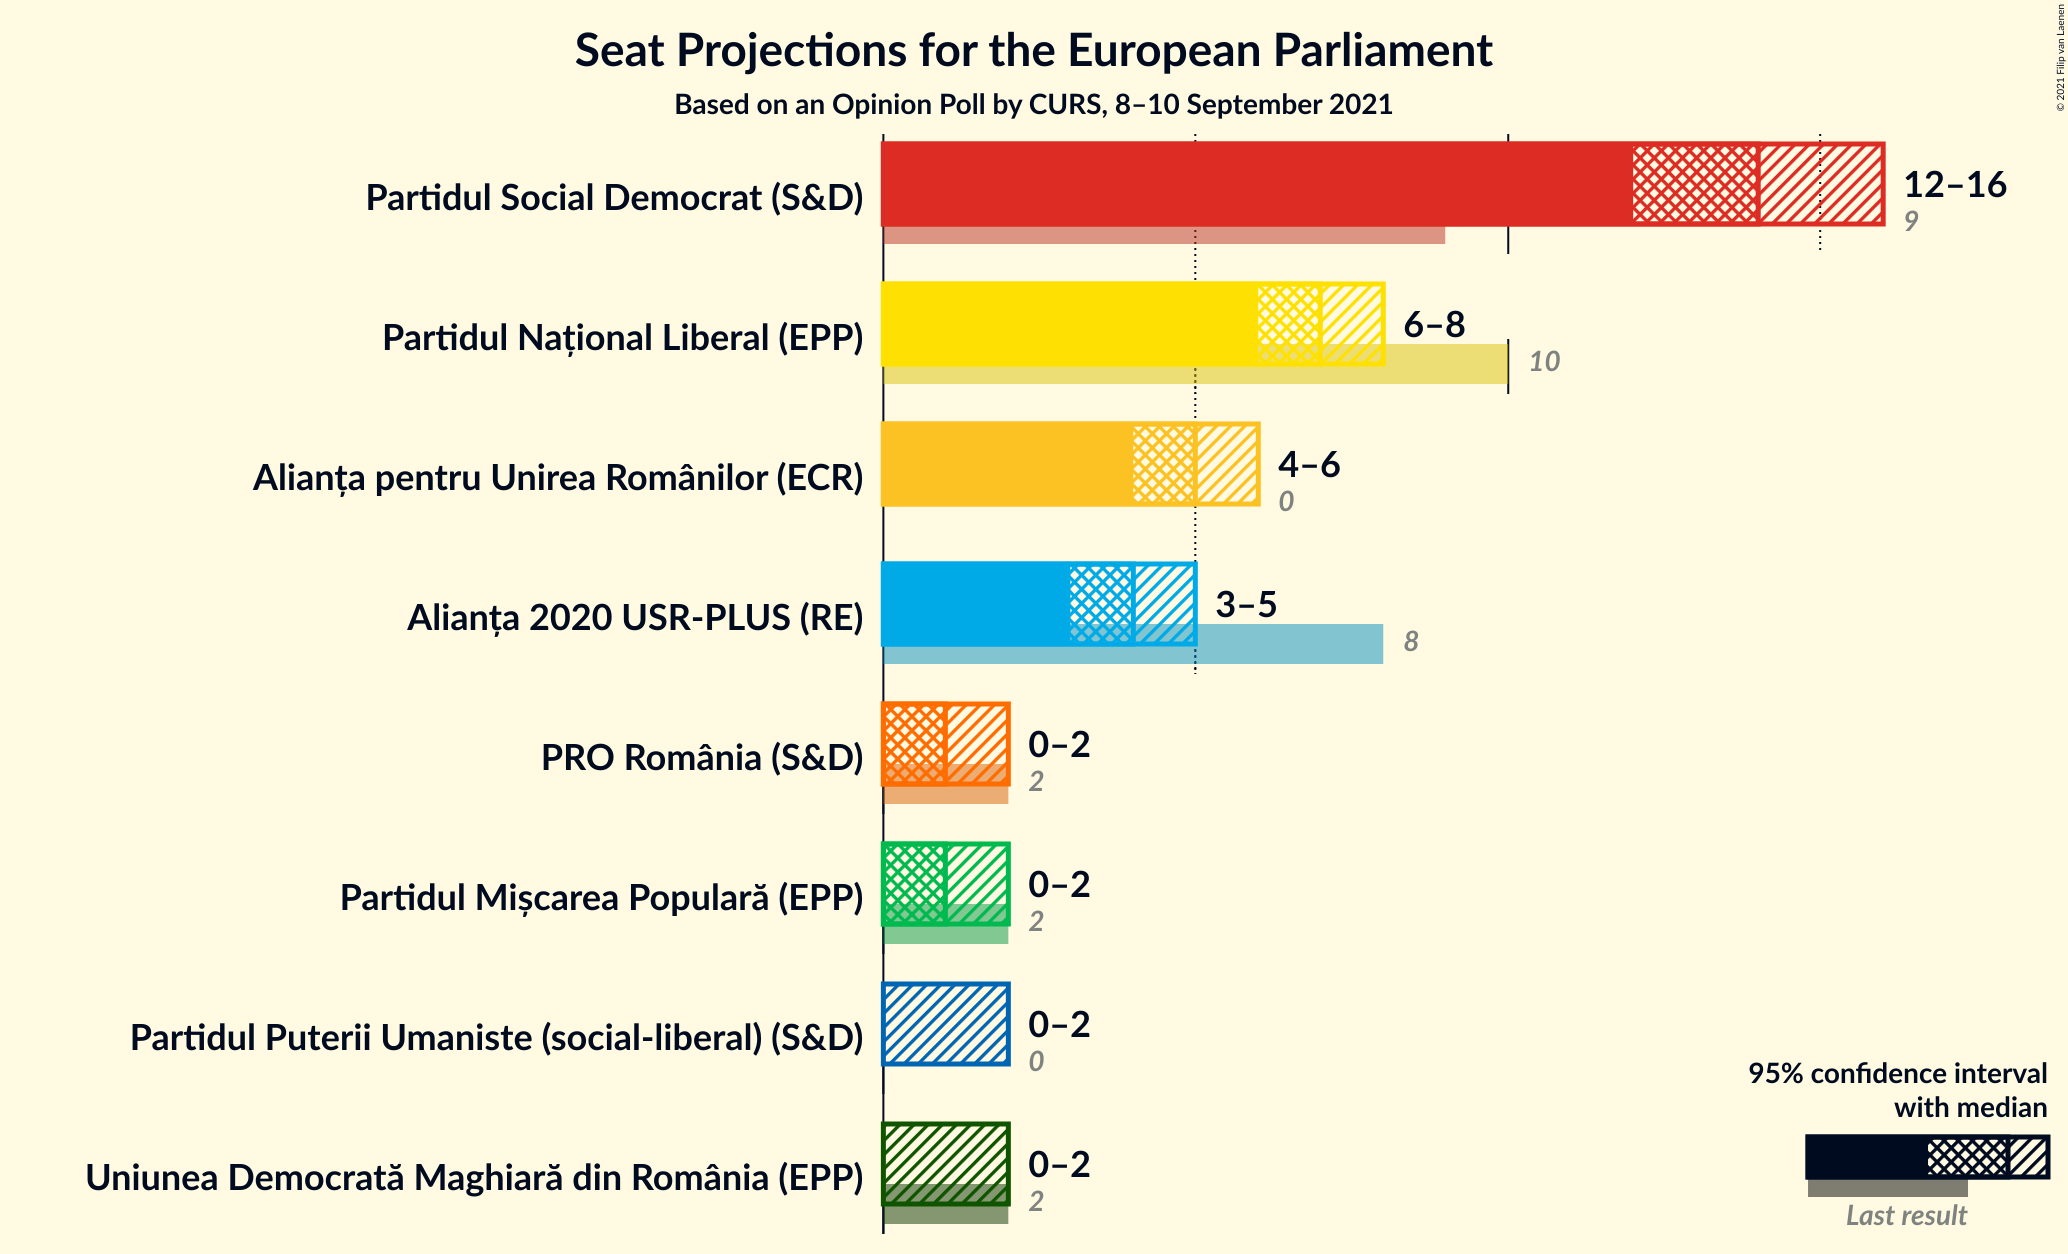 Seat Projections for the European Parliament
Based on an Opinion Poll by CURS, 8–10 September 2021
© 2021 Filip van Laenen
Partidul Social Democrat (S&D)
12–16
9
Partidul Național Liberal (EPP)
6–8
10
Alianța pentru Unirea Românilor (ECR)
4–6
0
Alianța 2020 USR-PLUS (RE)
3–5
8
PRO România (S&D)
0–2
2
Partidul Mișcarea Populară (EPP)
0–2
2
Partidul Puterii Umaniste (social-liberal) (S&D)
0–2
0
Uniunea Democrată Maghiară din România (EPP)
0–2
2
95% confidence interval
with median
Last result